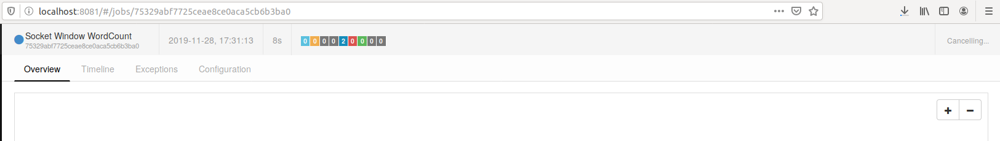 localhost:8081/#/jobs/75329abf7725ceae8ce0aca5cb6b3ba0
Socket Window WordCount
75329abf7725ceae8ce0aca5cb6b3ba0
2019-11-28, 17:31:13
8s
0 0 0 0 2 0 0 0 0
Cancelling...
Overview Timeline Exceptions Configuration
+ −